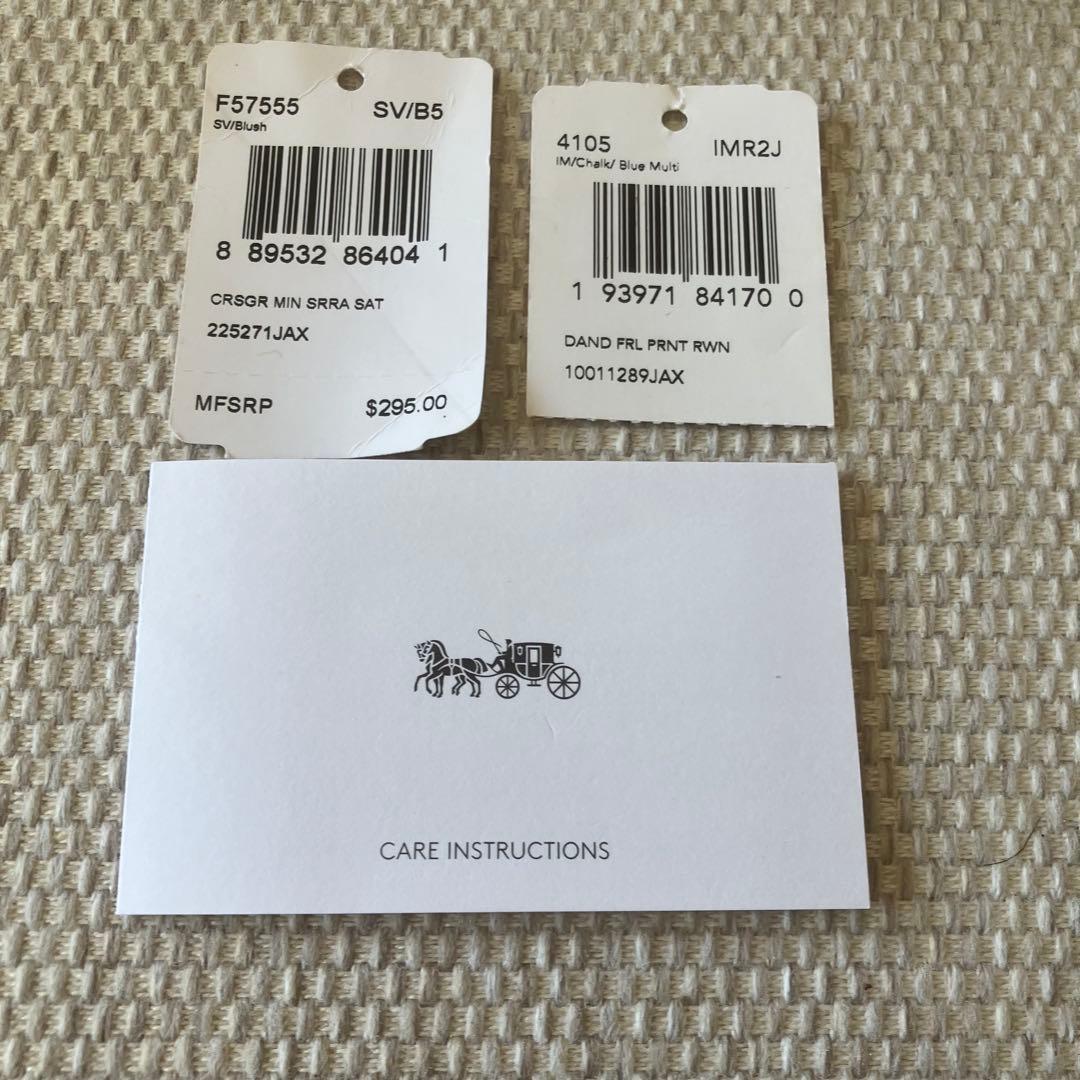 F57555 SV/B5
SV/Blush
8 89532 86404 1
CRSGR MIN SRRA SAT
225271JAX
MFSRP $295.00
4105 IMR2J
IM/Chalk/ Blue Multi
1 93971 84170 0
DAND FRL PRNT RWN
10011289JAX
CARE INSTRUCTIONS